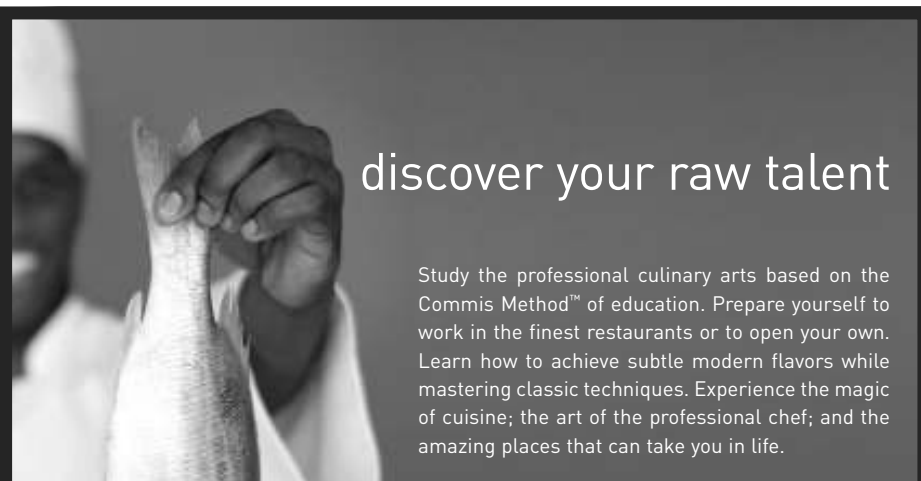 discover your raw talent
Study the professional culinary arts based on the
Commis Method™ of education. Prepare yourself to
work in the finest restaurants or to open your own.
Learn how to achieve subtle modern flavors while
mastering classic techniques. Experience the magic
of cuisine; the art of the professional chef; and the
amazing places that can take you in life.